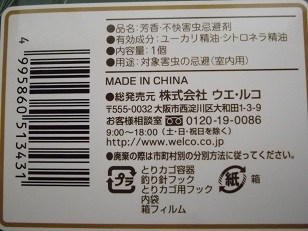 ●品名:芳香・不快害虫忌避剤
●有効成分:ユーカリ精油・シトロネラ精油
●内容量:1個
●用途:対象害虫の忌避(室内用)
MADE IN CHINA
●総発売元 株式会社 ウエ・ルコ
〒555-0032 大阪市西淀川区大和田1-3-9
お客様相談室 0120-19-0086
9:00〜18:00(土・日・祝日を除く)
http://www.welco.co.jp
●廃棄の際は市町村別の分別方法に従ってください。
プラ
とりカゴ容器
釣り針フック
とりカゴフック
内袋
箱フィルム
紙
箱
4995860513431